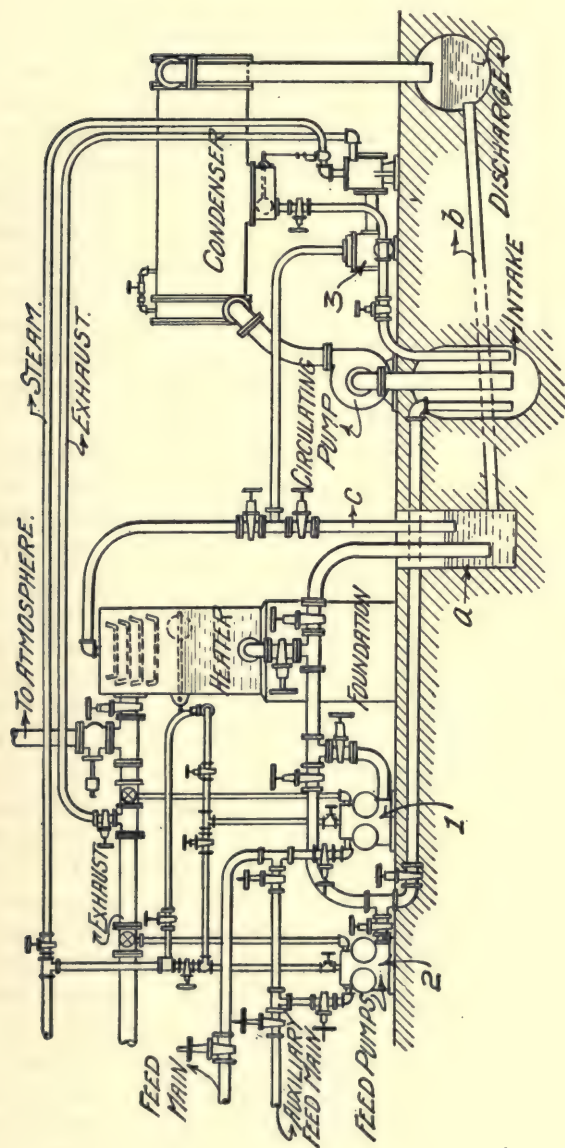 TO ATMOSPHERE.
STEAM.
EXHAUST.
CONDENSER
CIRCULATING
PUMP
3
HEATER
EXHAUST
FOUNDATION
C
b
a
INTAKE
DISCHARGE
FEED
MAIN
AUXILIARY
FEED MAIN
FEED PUMPS
1
2